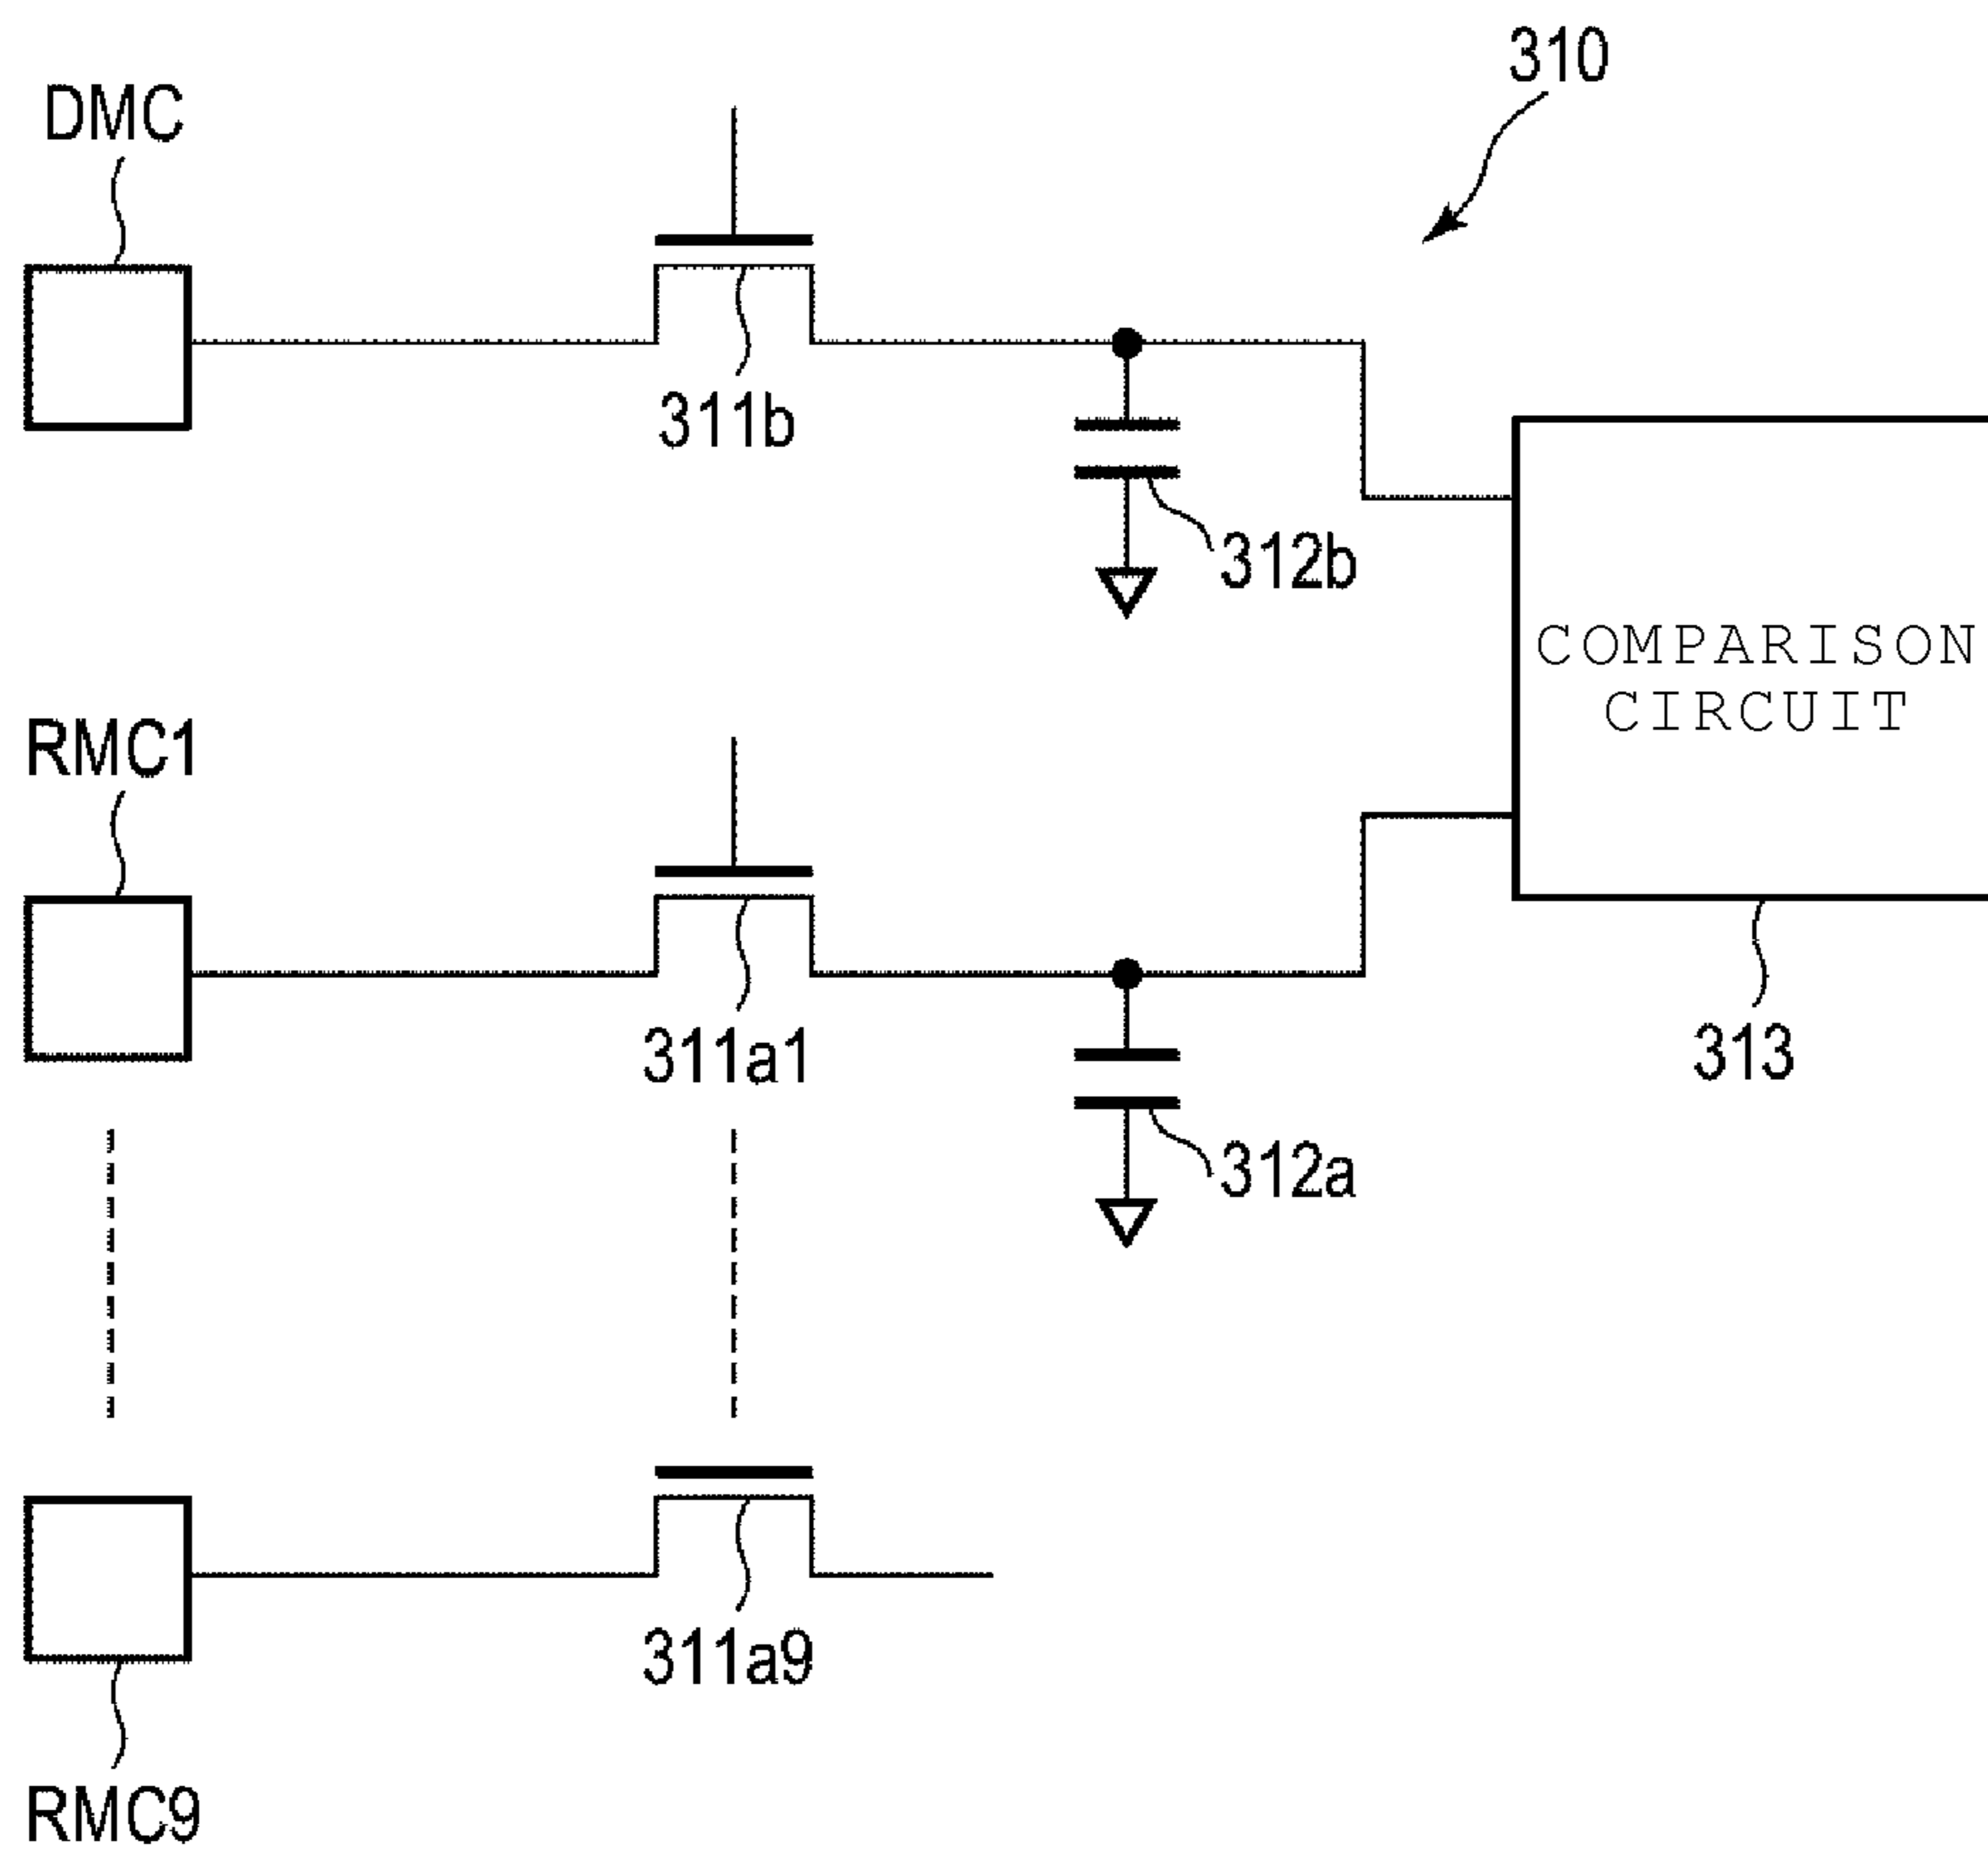 310
DMC
311b
312b
COMPARISON
CIRCUIT
RMC1
311a1
313
312a
311a9
RMC9